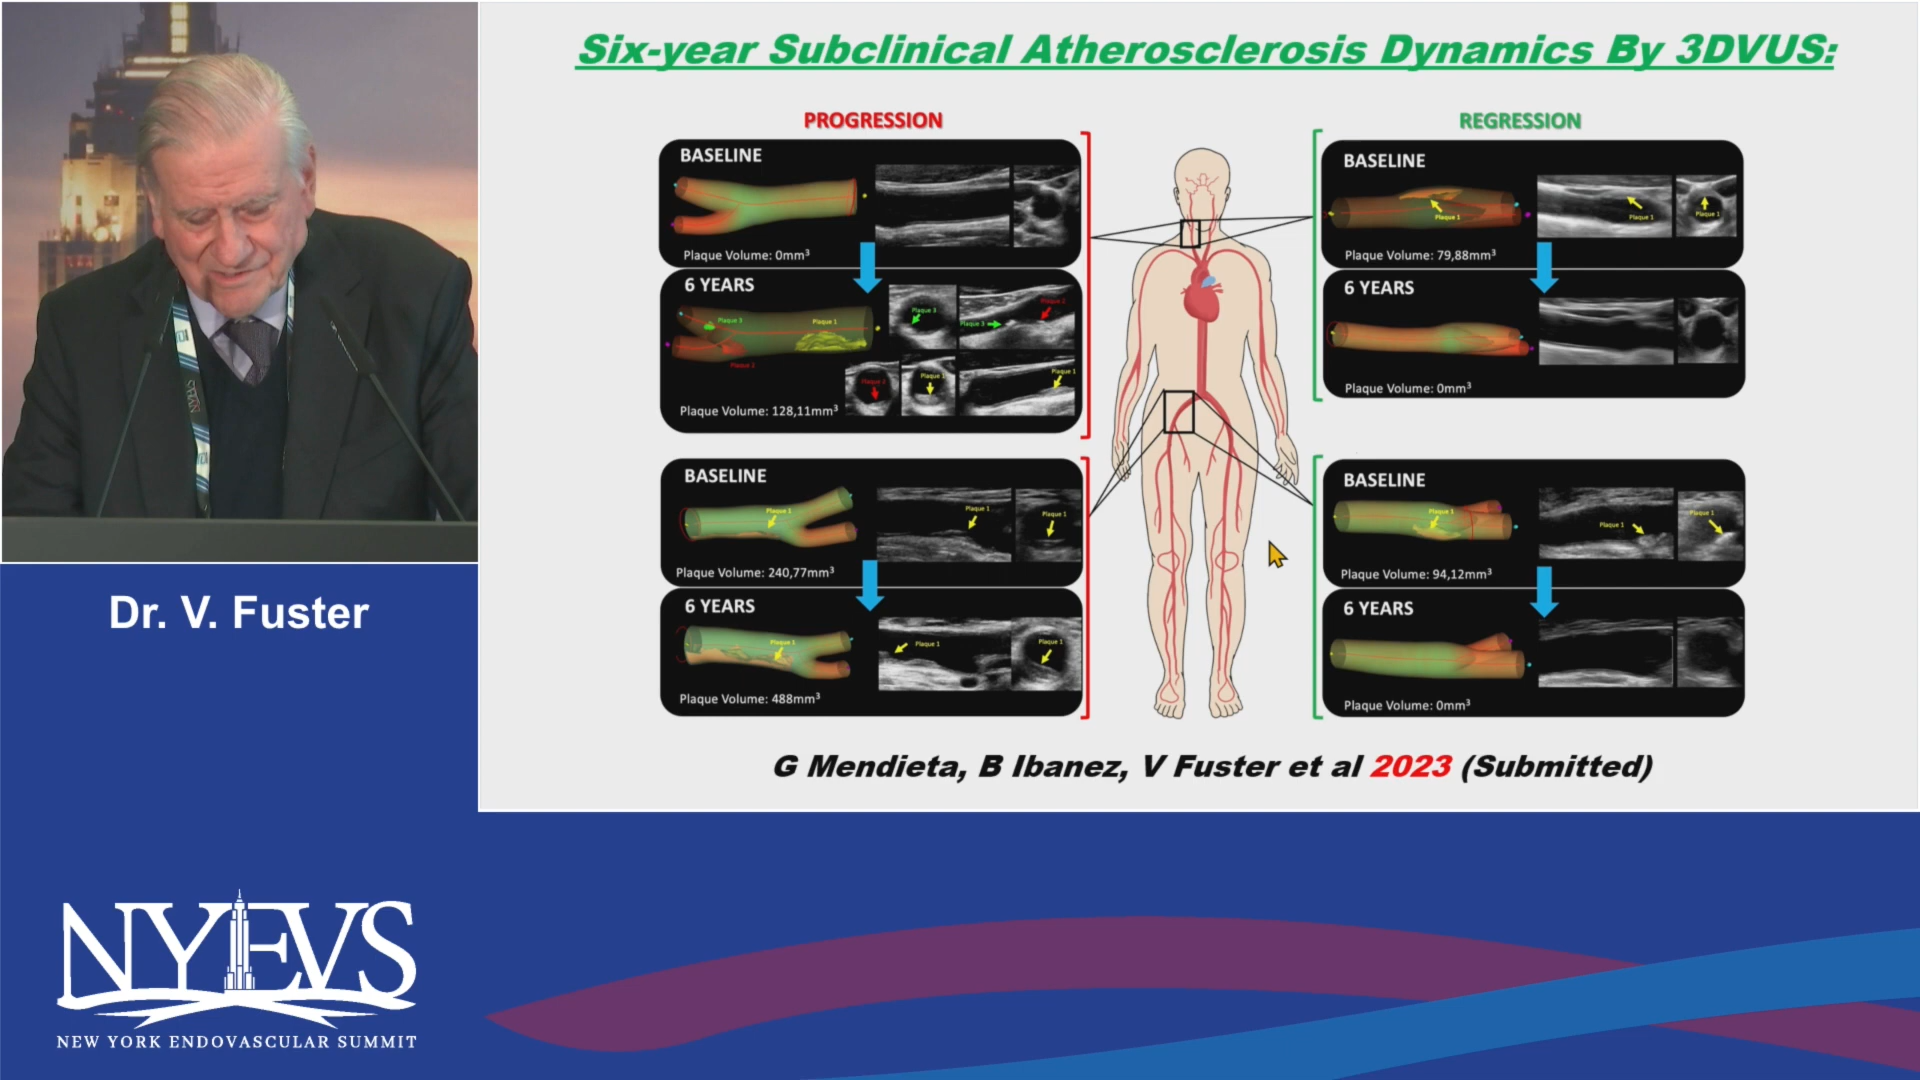 Six-year Subclinical Atherosclerosis Dynamics By 3DVUS:
PROGRESSION
BASELINE
Plaque Volume: 0mm³
6 YEARS
Plaque 3
Plaque 1
Plaque 2
Plaque 3
Plaque 2
Plaque 3
Plaque 2
Plaque 1
Plaque 1
Plaque Volume: 128,11mm³
BASELINE
Plaque 1
Plaque 1
Plaque 1
Plaque Volume: 240,77mm³
6 YEARS
Plaque 1
Plaque 1
Plaque 1
Plaque Volume: 488mm³
REGRESSION
BASELINE
Plaque 1
Plaque 1
Plaque 1
Plaque Volume: 79,88mm³
6 YEARS
Plaque Volume: 0mm³
BASELINE
Plaque 1
Plaque 1
Plaque 1
Plaque Volume: 94,12mm³
6 YEARS
Plaque Volume: 0mm³
G Mendieta, B Ibanez, V Fuster et al 2023 (Submitted)
Dr. V. Fuster
NYEVS
NEW YORK ENDOVASCULAR SUMMIT